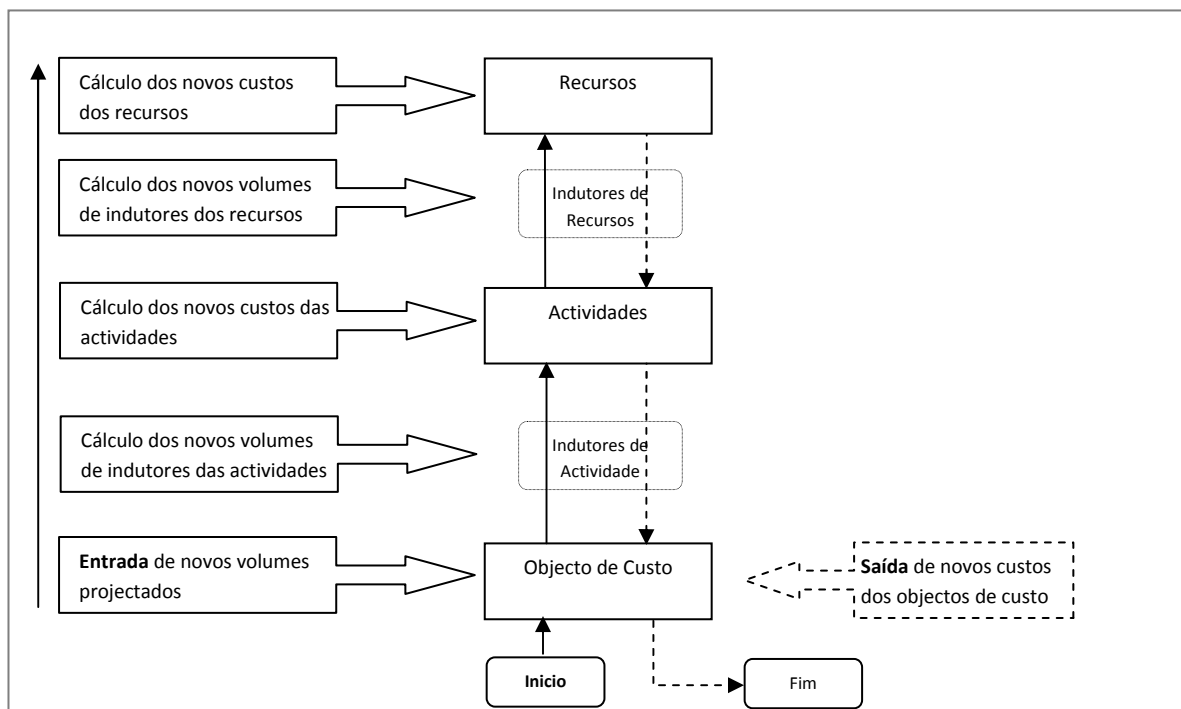 Cálculo dos novos custos
dos recursos
Recursos
Cálculo dos novos volumes
de indutores dos recursos
Indutores de
Recursos
Cálculo dos novos custos das
actividades
Actividades
Cálculo dos novos volumes
de indutores das actividades
Indutores de
Actividade
Entrada de novos volumes
projectados
Objecto de Custo
Saída de novos custos
dos objectos de custo
Inicio
Fim